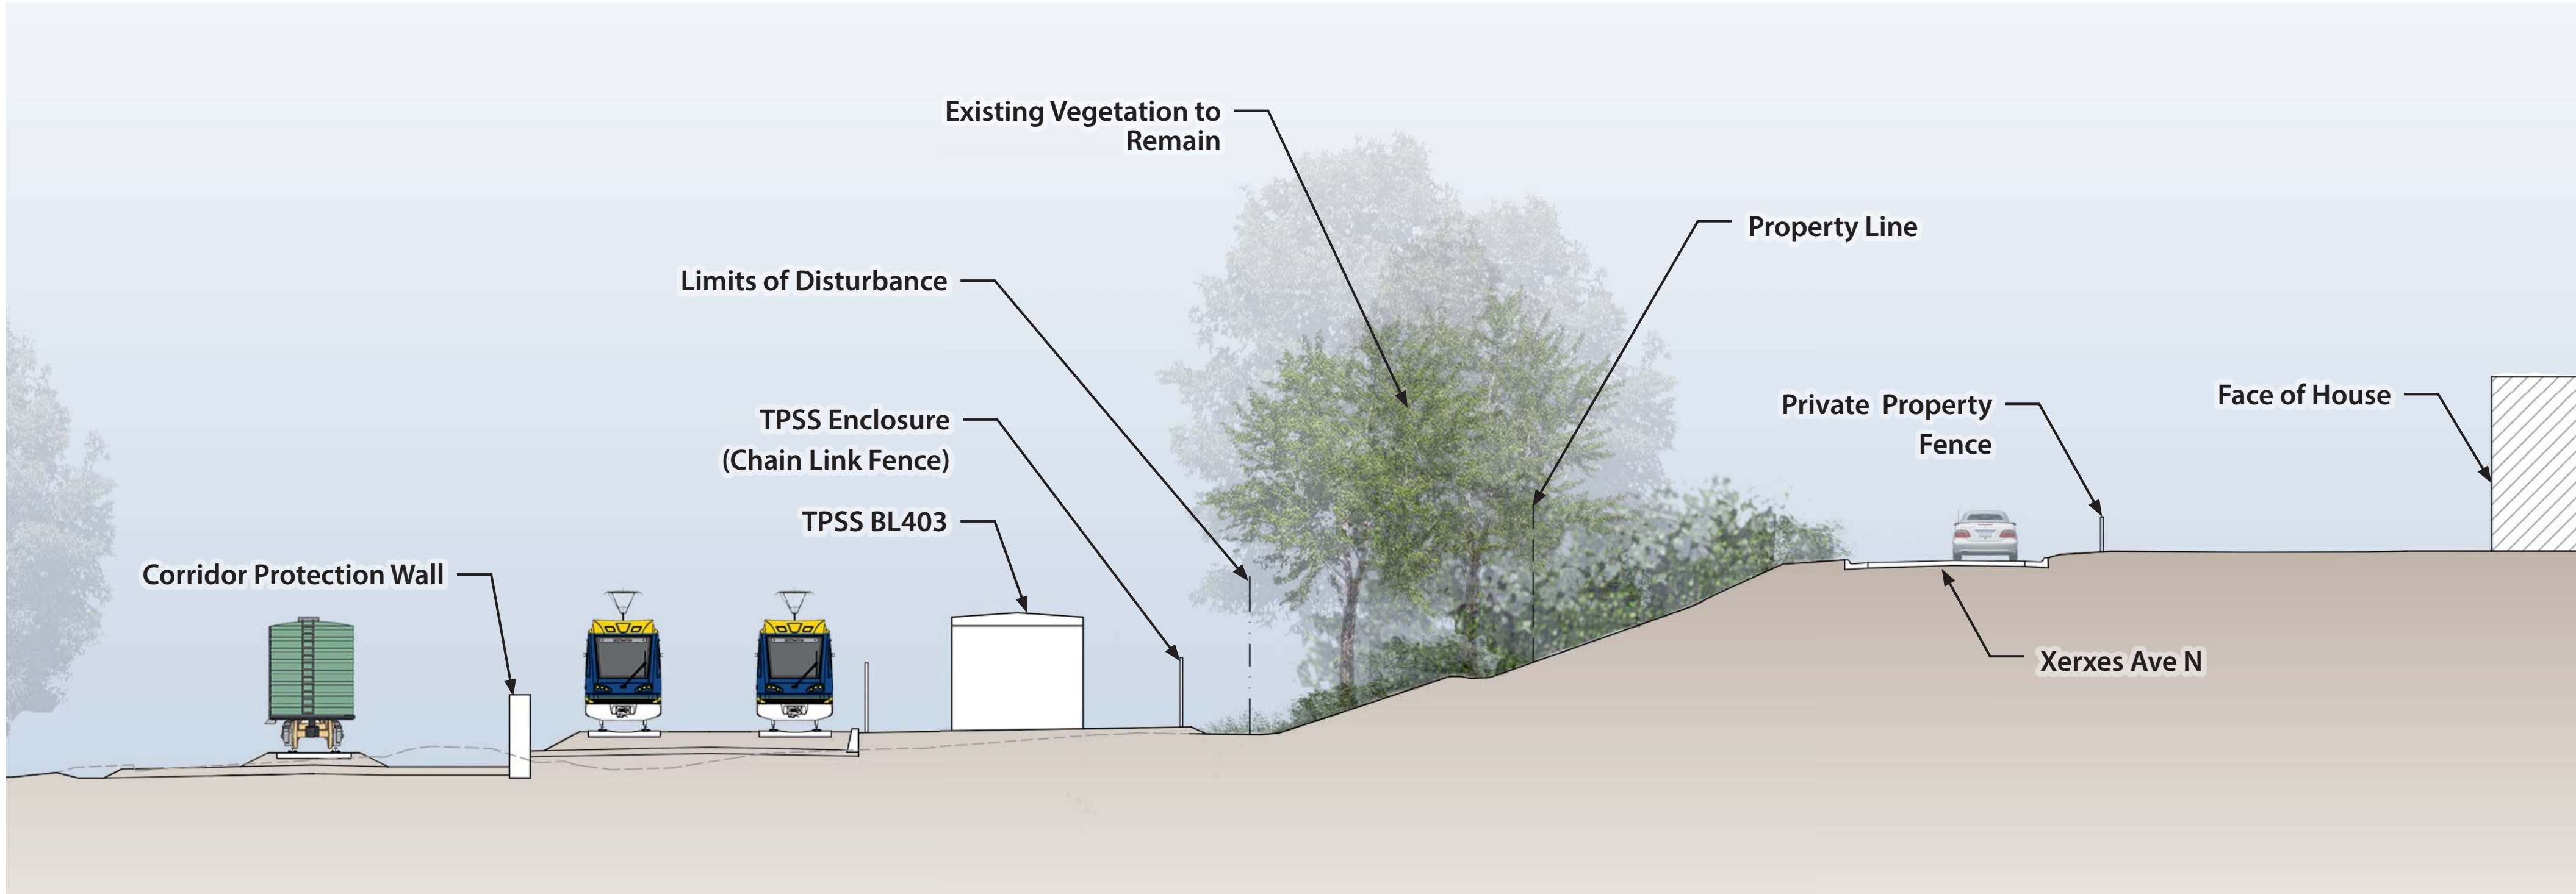 Existing Vegetation to
Remain
Property Line
Limits of Disturbance
Face of House
Private Property
Fence
TPSS Enclosure
(Chain Link Fence)
TPSS BL403
Corridor Protection Wall
Xerxes Ave N